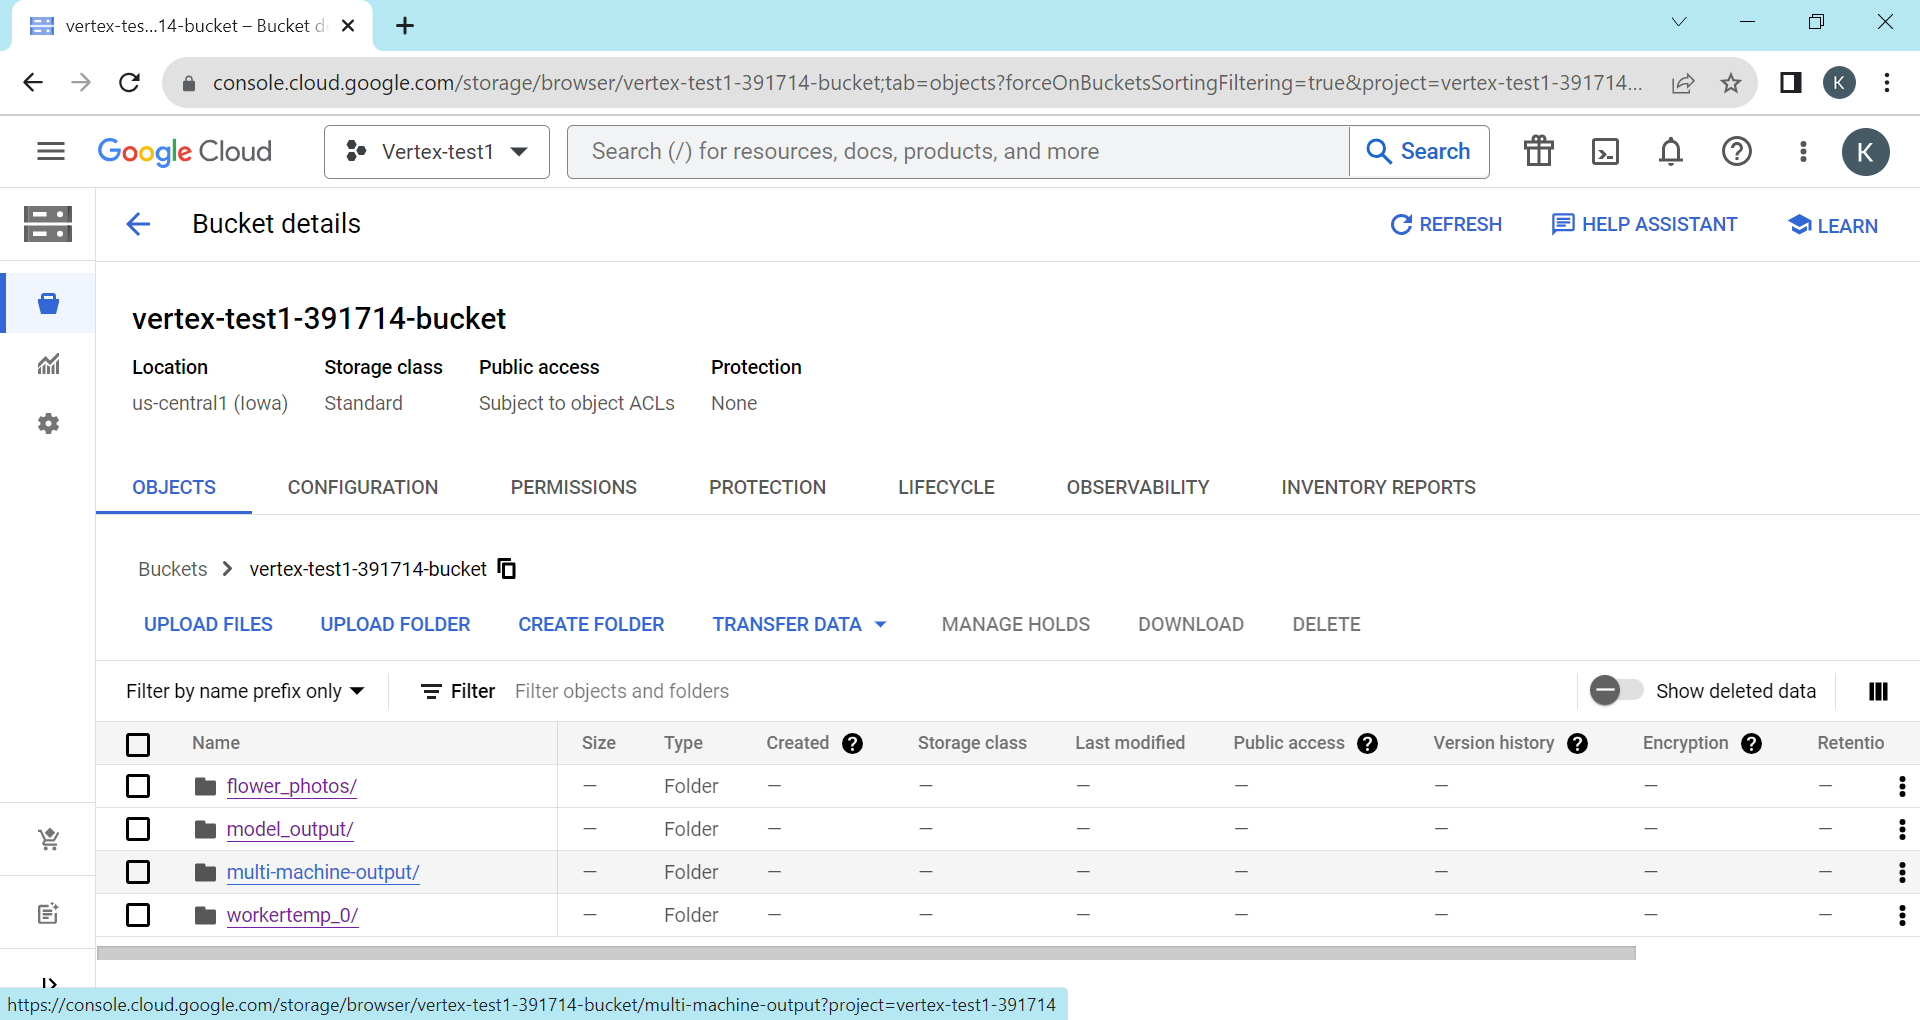 vertex-tes...14-bucket – Bucket d
console.cloud.google.com/storage/browser/vertex-test1-391714-bucket;tab=objects?forceOnBucketsSortingFiltering=true&project=vertex-test1-391714...
K
Google Cloud
Vertex-test1
Search (/) for resources, docs, products, and more
Search
K
Bucket details
REFRESH
HELP ASSISTANT
LEARN
vertex-test1-391714-bucket
Location Storage class Public access Protection
us-central1 (Iowa) Standard Subject to object ACLs None
OBJECTS CONFIGURATION PERMISSIONS PROTECTION LIFECYCLE OBSERVABILITY INVENTORY REPORTS
Buckets > vertex-test1-391714-bucket
UPLOAD FILES UPLOAD FOLDER CREATE FOLDER TRANSFER DATA MANAGE HOLDS DOWNLOAD DELETE
Filter by name prefix only Filter Filter objects and folders Show deleted data
Name Size Type Created ? Storage class Last modified Public access ? Version history ? Encryption ? Retentio
flower_photos/ — Folder — — — — — — —
model_output/ — Folder — — — — — — —
multi-machine-output/ — Folder — — — — — — —
workertemp_0/ — Folder — — — — — — —
https://console.cloud.google.com/storage/browser/vertex-test1-391714-bucket/multi-machine-output?project=vertex-test1-391714